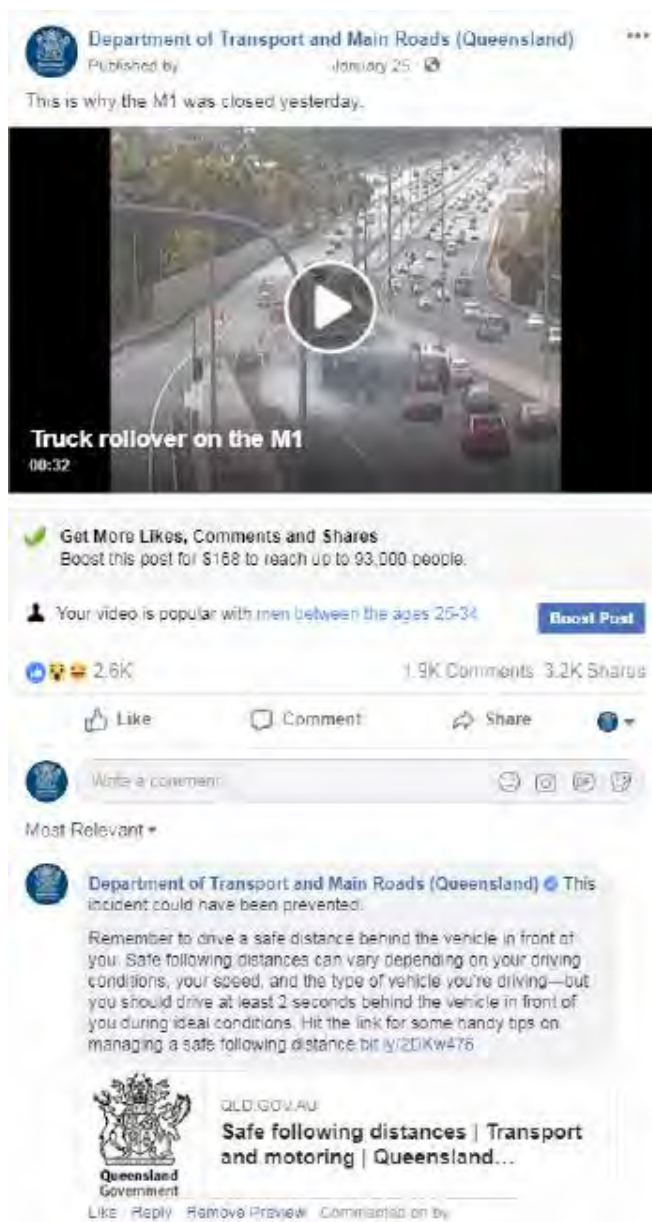 Department of Transport and Main Roads (Queensland)
Published by
January 25
This is why the M1 was closed yesterday.
Truck rollover on the M1
00:32
Get More Likes, Comments and Shares
Boost this post for $168 to reach up to 93,000 people.
Your video is popular with men between the ages 25-34
Boost Post
2.6K
1.9K Comments 3.2K Shares
Like
Comment
Share
Write a comment
GIF
Most Relevant
Department of Transport and Main Roads (Queensland) This
incident could have been prevented.
Remember to drive a safe distance behind the vehicle in front of
you. Safe following distances can vary depending on your driving
conditions, your speed, and the type of vehicle you're driving—but
you should drive at least 2 seconds behind the vehicle in front of
you during ideal conditions. Hit the link for some handy tips on
managing a safe following distance bit.ly/2DKw476
QLD.GOV.AU
Safe following distances | Transport
and motoring | Queensland...
Queensland
Government
Like Reply Remove Preview Commented on by